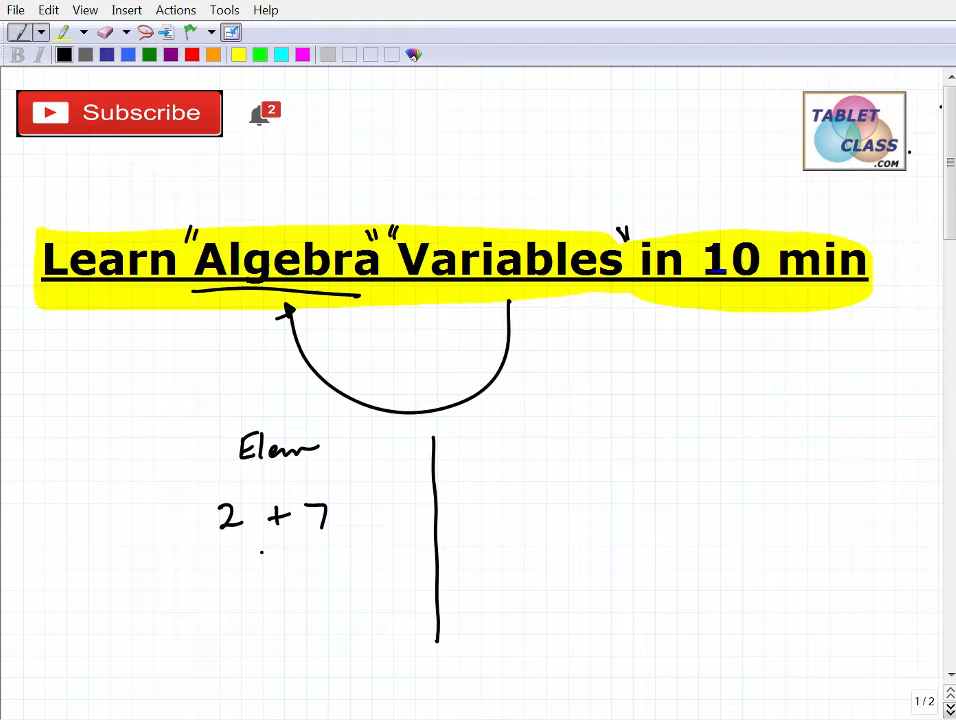 File Edit View Insert Actions Tools Help
B I
Subscribe 2
TABLET
CLASS
.COM
Learn "Algebra" "Variables" in 10 min
Elem
2 + 7
1 / 2